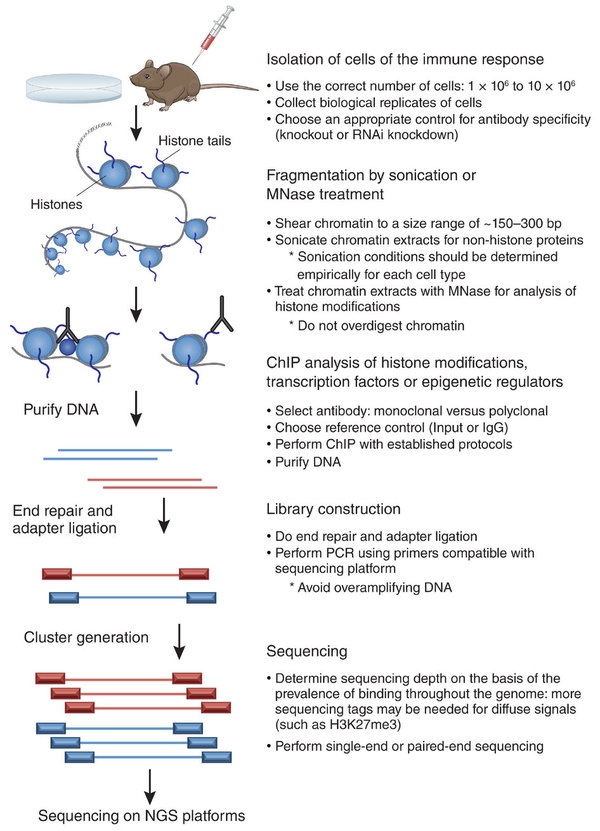 Isolation of cells of the immune response
• Use the correct number of cells: 1 × 10⁶ to 10 × 10⁶
• Collect biological replicates of cells
• Choose an appropriate control for antibody specificity
(knockout or RNAi knockdown)
Histone tails
Histones
Fragmentation by sonication or
MNase treatment
• Shear chromatin to a size range of ~150–300 bp
• Sonicate chromatin extracts for non-histone proteins
* Sonication conditions should be determined
empirically for each cell type
• Treat chromatin extracts with MNase for analysis of
histone modifications
* Do not overdigest chromatin
ChIP analysis of histone modifications,
transcription factors or epigenetic regulators
• Select antibody: monoclonal versus polyclonal
• Choose reference control (Input or IgG)
• Perform ChIP with established protocols
• Purify DNA
Purify DNA
End repair and
adapter ligation
Library construction
• Do end repair and adapter ligation
• Perform PCR using primers compatible with
sequencing platform
* Avoid overamplifying DNA
Cluster generation
Sequencing
• Determine sequencing depth on the basis of the
prevalence of binding throughout the genome: more
sequencing tags may be needed for diffuse signals
(such as H3K27me3)
• Perform single-end or paired-end sequencing
Sequencing on NGS platforms